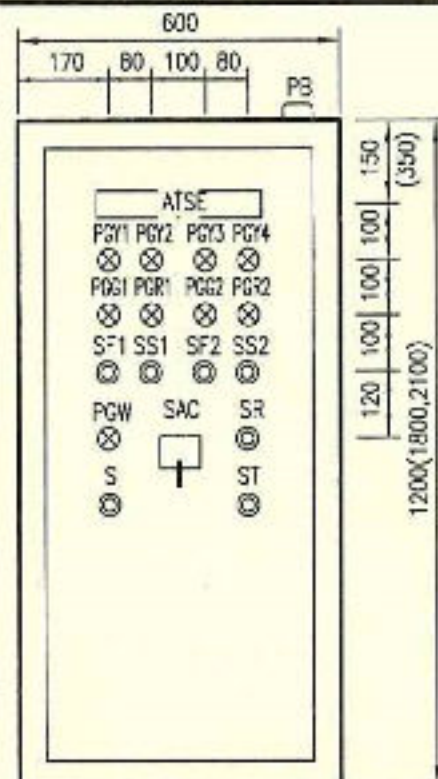 600
170 80 100 80
PB
150
(350)
ATSE
PGY1 PGY2 PGY3 PGY4
100
PGG1 PGR1 PGG2 PGR2
100
SF1 SS1 SF2 SS2
100
PGW SAC SR
120
S ST
1200(1800,2100)